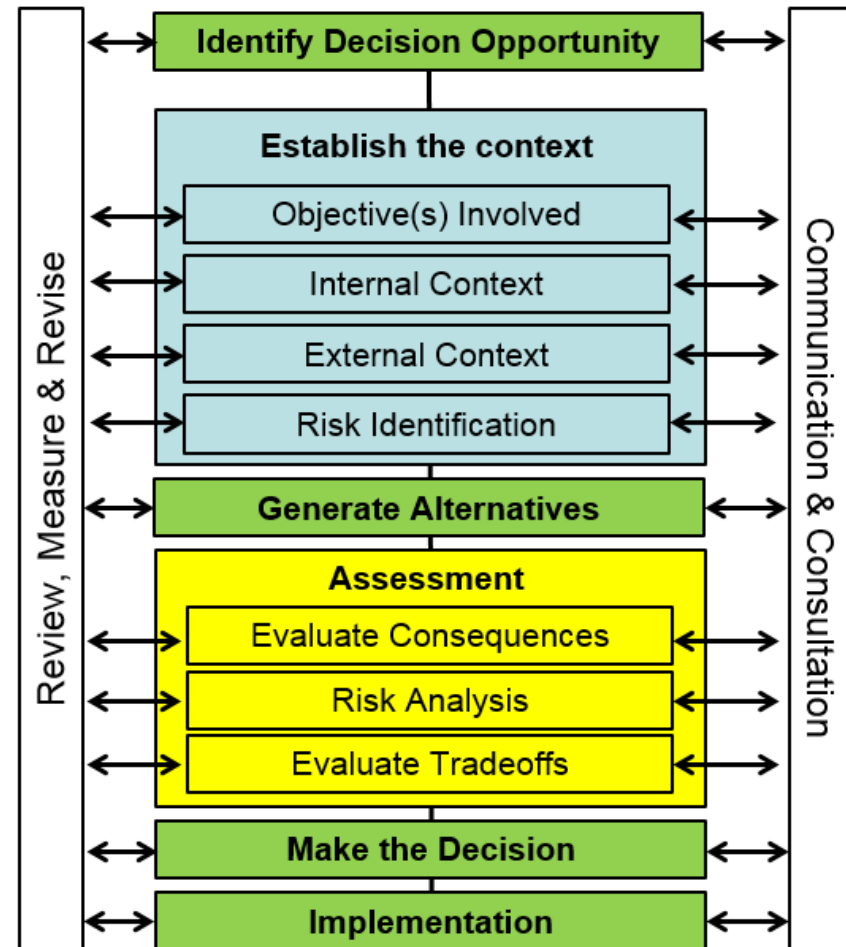 Identify Decision Opportunity
Establish the context
Objective(s) Involved
Internal Context
External Context
Risk Identification
Generate Alternatives
Assessment
Evaluate Consequences
Risk Analysis
Evaluate Tradeoffs
Make the Decision
Implementation
Review, Measure & Revise
Communication & Consultation